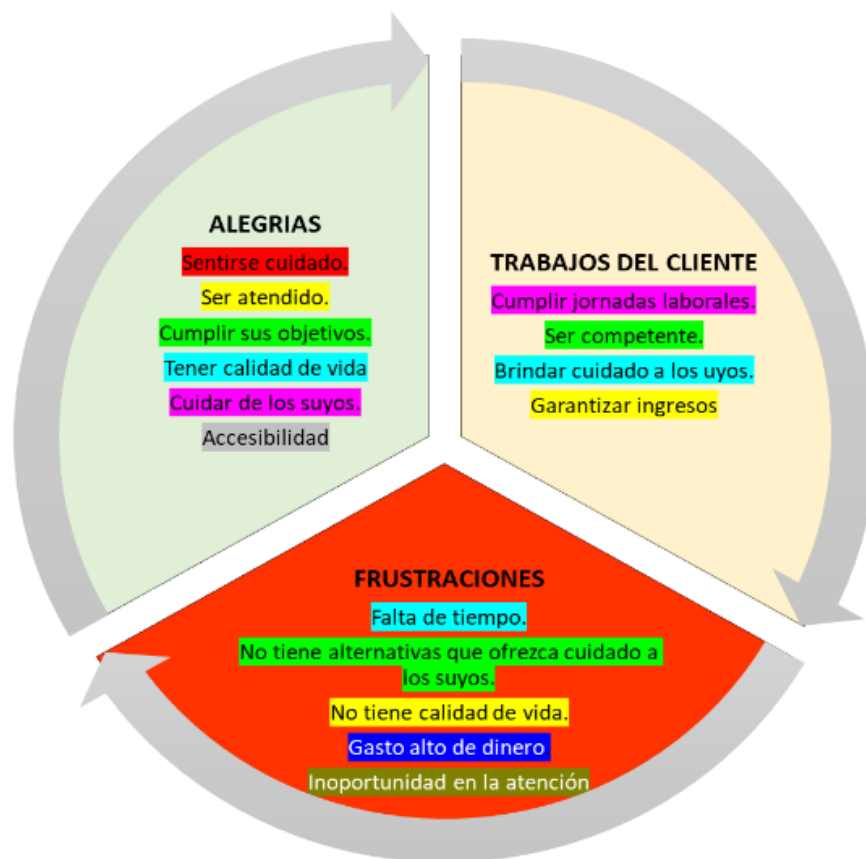 ALEGRIAS
Sentirse cuidado.
Ser atendido.
Cumplir sus objetivos.
Tener calidad de vida
Cuidar de los suyos.
Accesibilidad
TRABAJOS DEL CLIENTE
Cumplir jornadas laborales.
Ser competente.
Brindar cuidado a los uyos.
Garantizar ingresos
FRUSTRACIONES
Falta de tiempo.
No tiene alternativas que ofrezca cuidado a
los suyos.
No tiene calidad de vida.
Gasto alto de dinero.
Inoportunidad en la atención